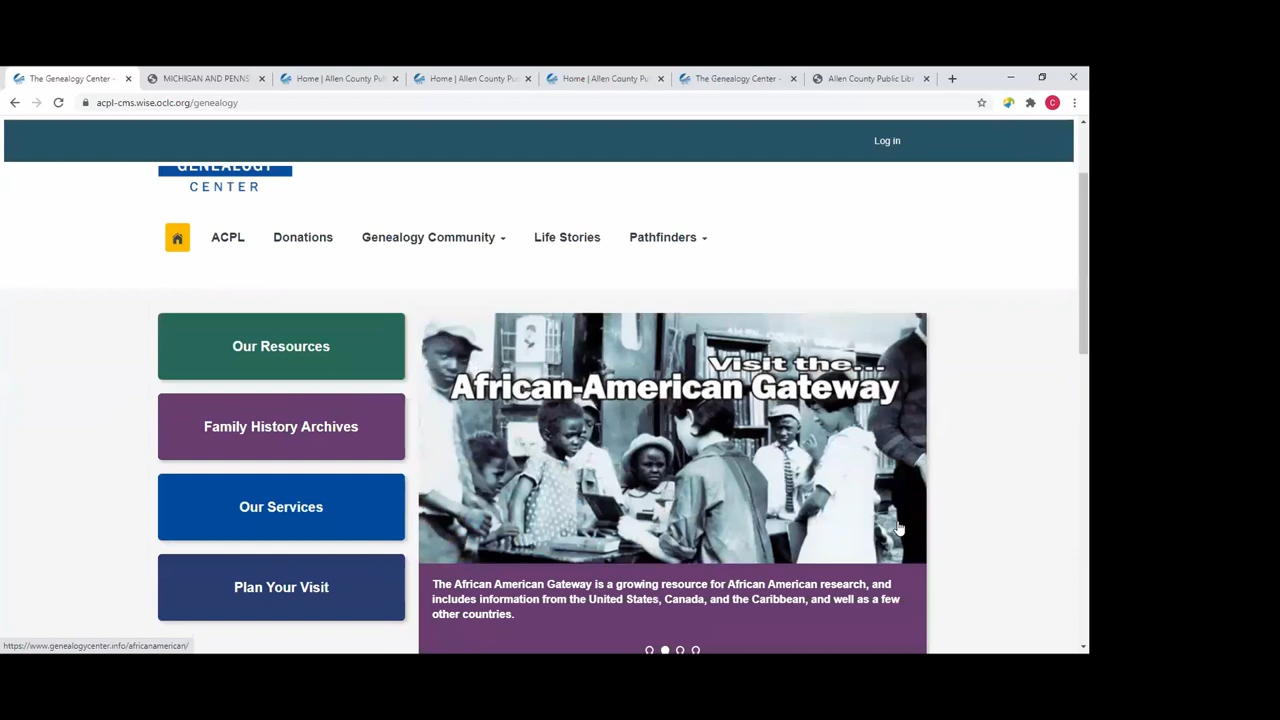 The Genealogy Center -
MICHIGAN AND PENNS
Home | Allen County Pub
Home | Allen County Pub
Home | Allen County Pub
The Genealogy Center -
Allen County Public Libr
acpl-cms.wise.oclc.org/genealogy
C
Log in
GENEALOGY
CENTER
ACPL
Donations
Genealogy Community
Life Stories
Pathfinders
Our Resources
Family History Archives
Our Services
Plan Your Visit
Visit the...
African-American Gateway
The African American Gateway is a growing resource for African American research, and
includes information from the United States, Canada, and the Caribbean, and well as a few
other countries.
https://www.genealogycenter.info/africanamerican/